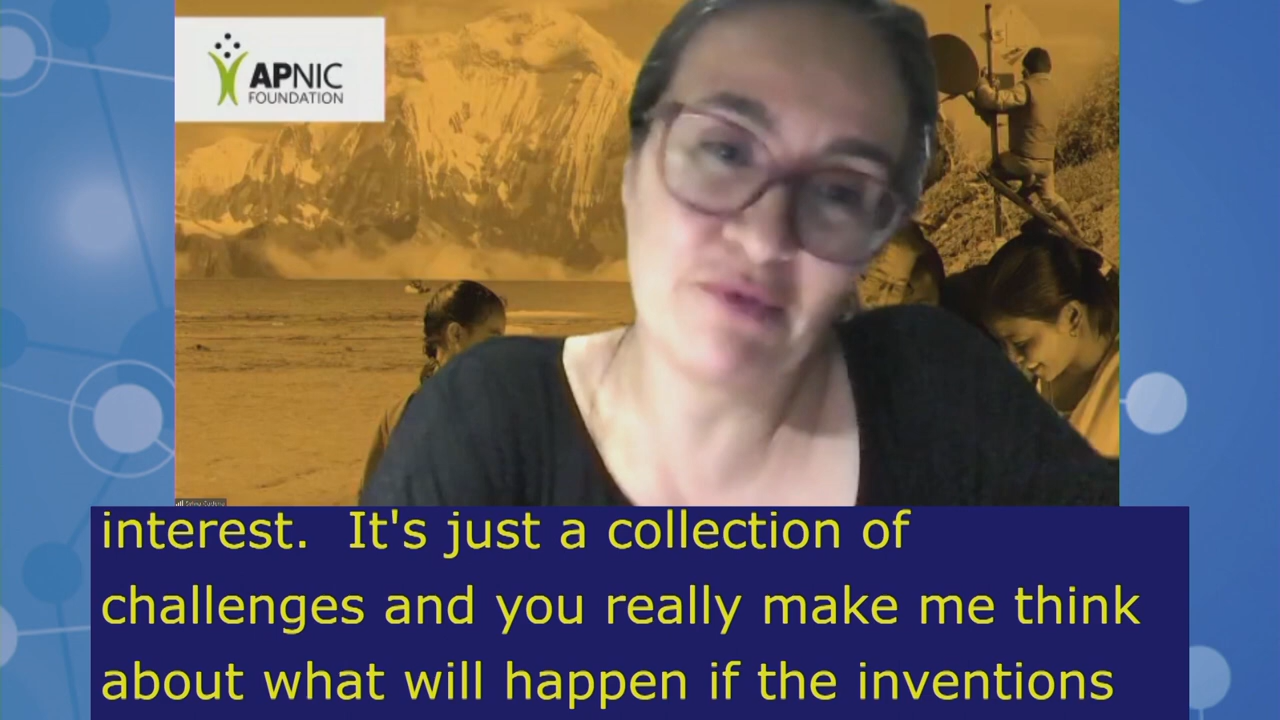 APNIC
FOUNDATION
interest.  It's just a collection of
challenges and you really make me think
about what will happen if the inventions